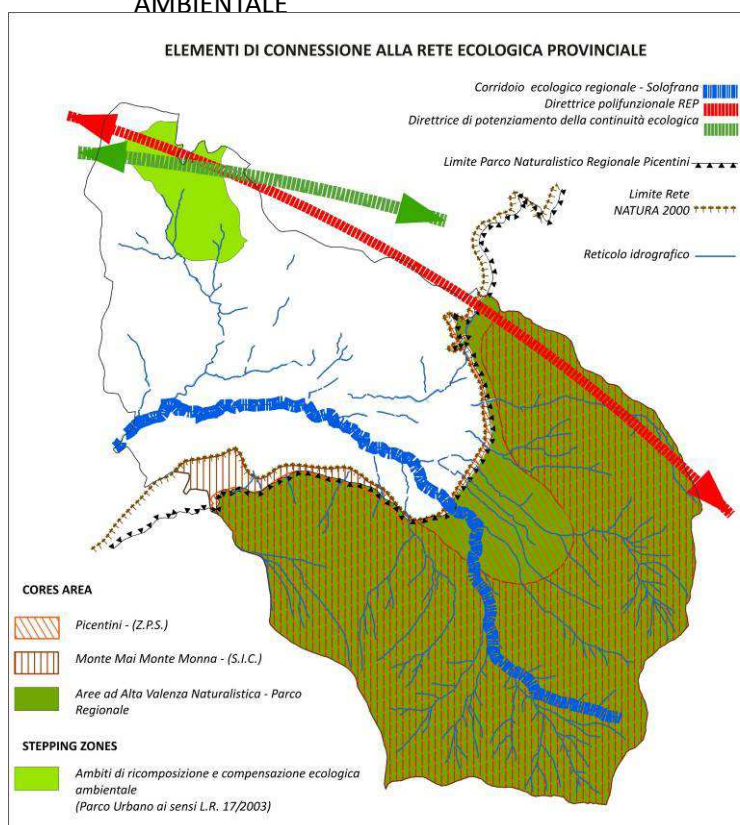 AMBIENTALE
ELEMENTI DI CONNESSIONE ALLA RETE ECOLOGICA PROVINCIALE
Corridoio ecologico regionale - Solofrana
Direttrice polifunzionale REP
Direttrice di potenziamento della continuità ecologica
Limite Parco Naturalistico Regionale Picentini
Limite Rete
NATURA 2000
Reticolo idrografico
CORES AREA
Picentini - (Z.P.S.)
Monte Mai Monte Monna - (S.I.C.)
Aree ad Alta Valenza Naturalistica - Parco
Regionale
STEPPING ZONES
Ambiti di ricomposizione e compensazione ecologica
ambientale
(Parco Urbano ai sensi L.R. 17/2003)